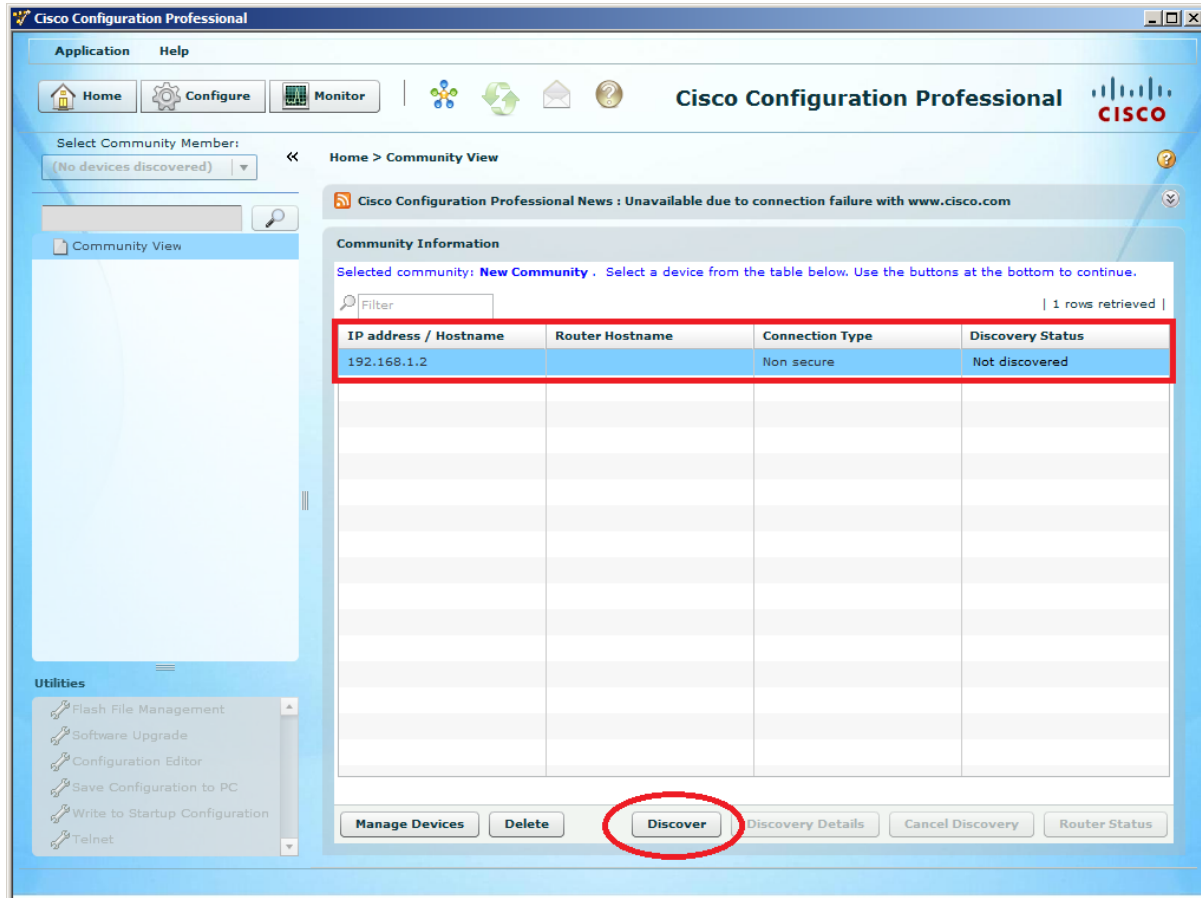 Cisco Configuration Professional
Application Help
Home Configure Monitor Cisco Configuration Professional CISCO
Select Community Member:
(No devices discovered)
Home > Community View
Cisco Configuration Professional News : Unavailable due to connection failure with www.cisco.com
Community View
Community Information
Selected community: New Community . Select a device from the table below. Use the buttons at the bottom to continue.
Filter | 1 rows retrieved |
IP address / Hostname Router Hostname Connection Type Discovery Status
192.168.1.2 Non secure Not discovered
Utilities
Flash File Management
Software Upgrade
Configuration Editor
Save Configuration to PC
Write to Startup Configuration
Telnet
Manage Devices Delete Discover Discovery Details Cancel Discovery Router Status